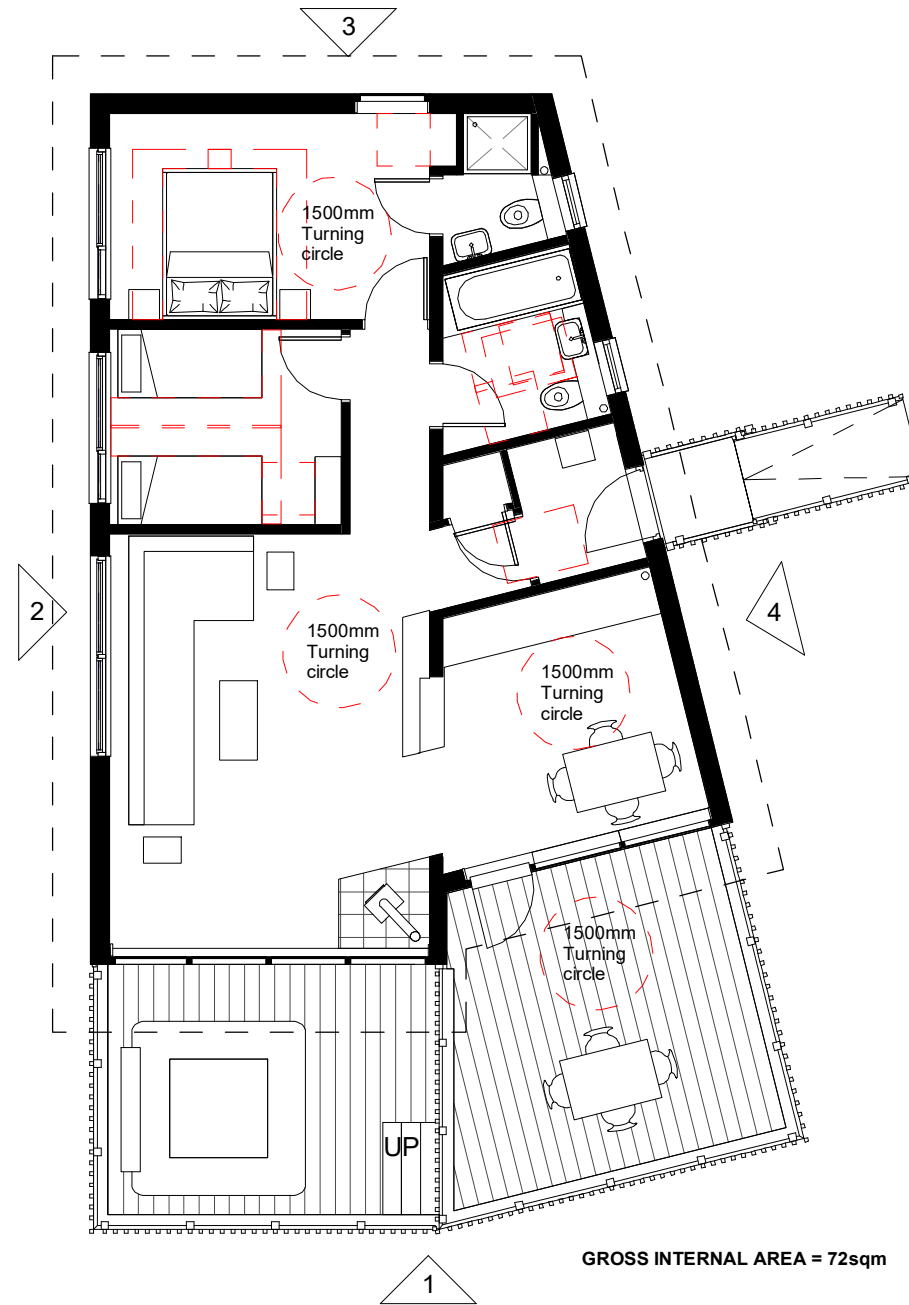 3
1500mm
Turning
circle
2
1500mm
Turning
circle
4
1500mm
Turning
circle
1500mm
Turning
circle
UP
GROSS INTERNAL AREA = 72sqm
1